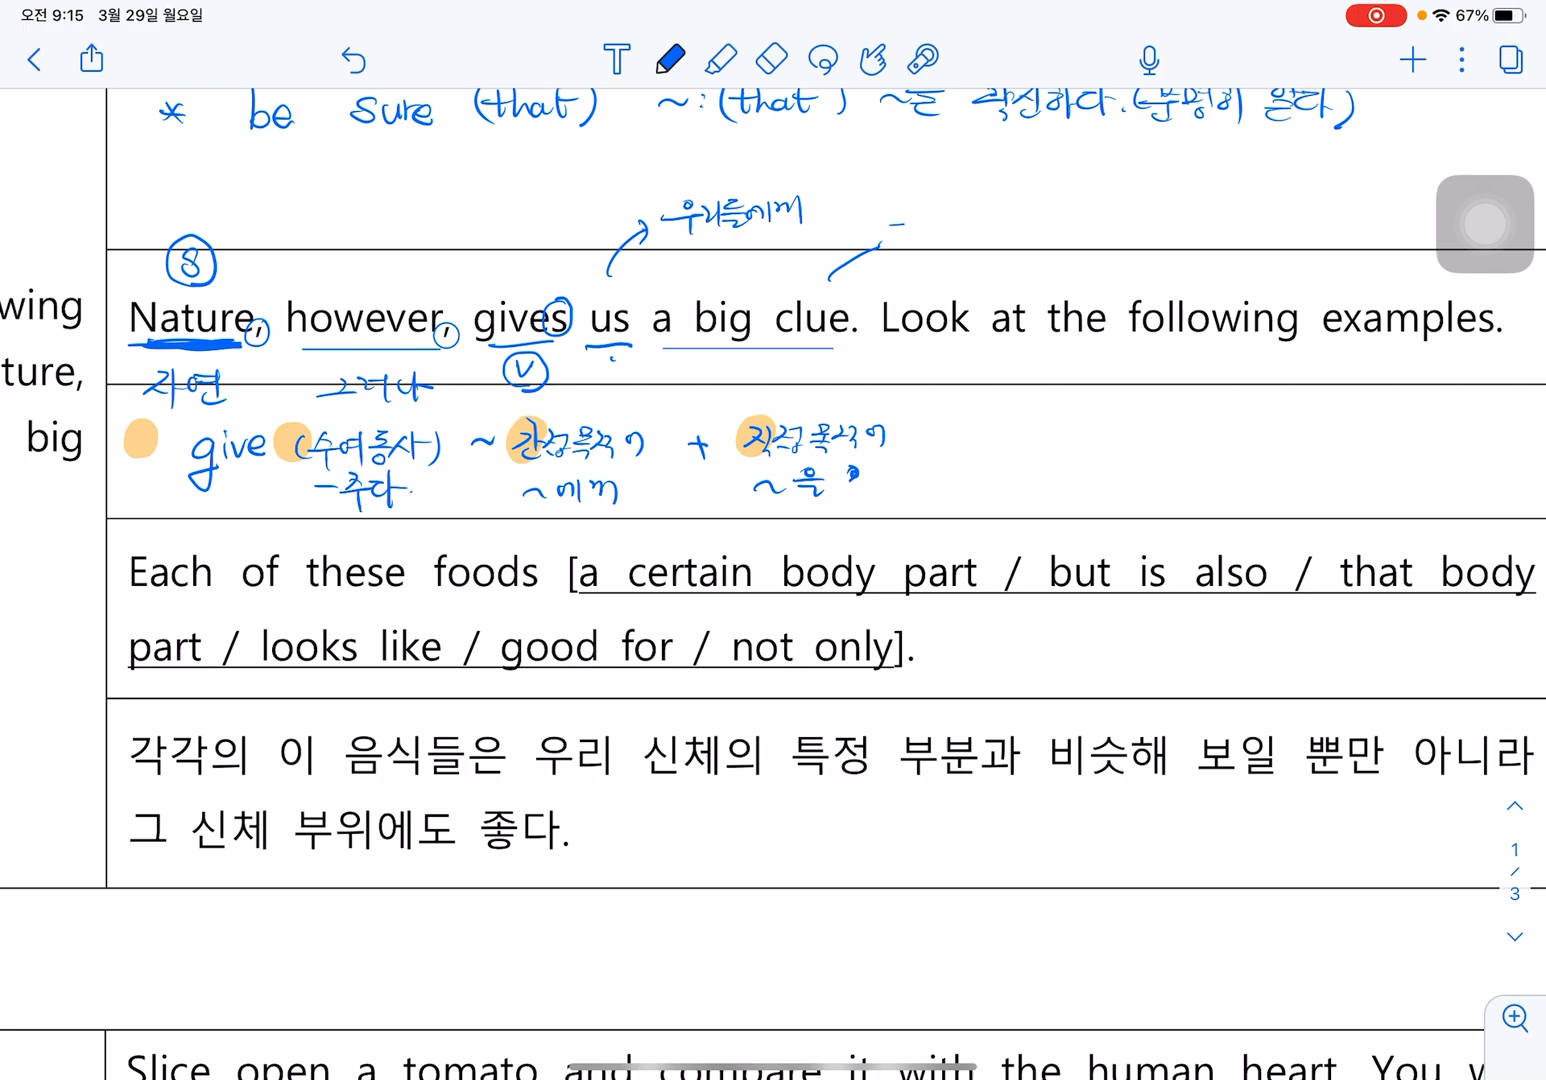 오전 9:15 3월 29일 월요일 67%
* be sure (that) ~:(that ) ~을 확신하다.(분명히 알다)
우리들에게
S
wing
Nature, however, gives us a big clue. Look at the following examples.
ture,
자연 그러나 V
big
give (수여동사) ~ 간접목적어 + 직접목적어
~주다. ~에게 ~을
Each of these foods [a certain body part / but is also / that body
part / looks like / good for / not only].
각각의 이 음식들은 우리 신체의 특정 부분과 비슷해 보일 뿐만 아니라
그 신체 부위에도 좋다.
1
/
3
Slice open a tomato and compare it with the human heart. You